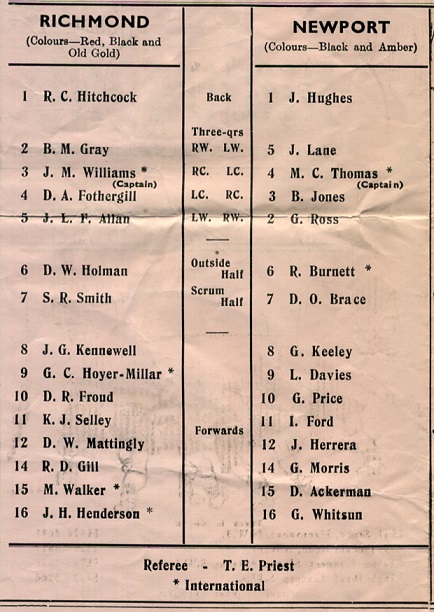 RICHMOND NEWPORT
(Colours—Red, Black and Old Gold) (Colours—Black and Amber)
1 R. C. Hitchcock Back 1 J. Hughes
Three-qrs
2 B. M. Gray RW. LW. 5 J. Lane
3 J. M. Williams * RC. LC. 4 M. C. Thomas *
(Captain) (Captain)
4 D. A. Fothergill LC. RC. 3 B. Jones
5 J. L. F. Allan LW. RW. 2 G. Ross
6 D. W. Holman Outside Half 6 R. Burnett *
7 S. R. Smith Scrum Half 7 D. O. Brace
8 J. G. Kennewell 8 G. Keeley
9 G. C. Hoyer-Millar * 9 L. Davies
10 D. R. Froud 10 G. Price
11 K. J. Selley Forwards 11 I. Ford
12 D. W. Mattingly 12 J. Herrera
14 R. D. Gill 14 G. Morris
15 M. Walker * 15 D. Ackerman
16 J. H. Henderson * 16 G. Whitsun
Referee - T. E. Priest
* International